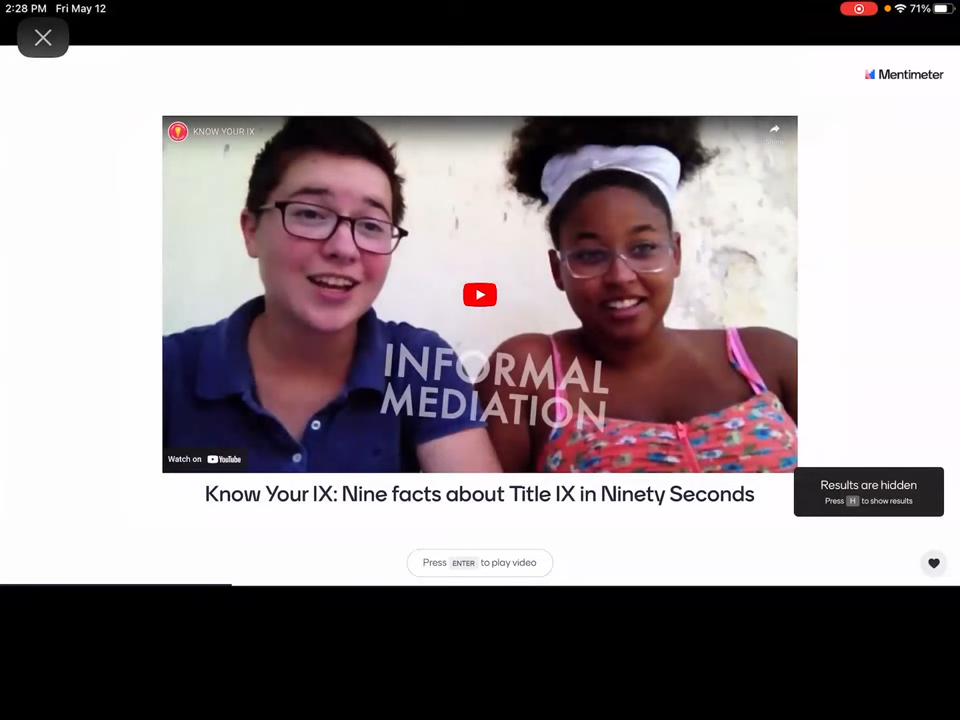 2:28 PM Fri May 12
71%
Mentimeter
KNOW YOUR IX
Share
INFORMAL
MEDIATION
Watch on YouTube
Know Your IX: Nine facts about Title IX in Ninety Seconds
Results are hidden
Press H to show results
Press ENTER to play video